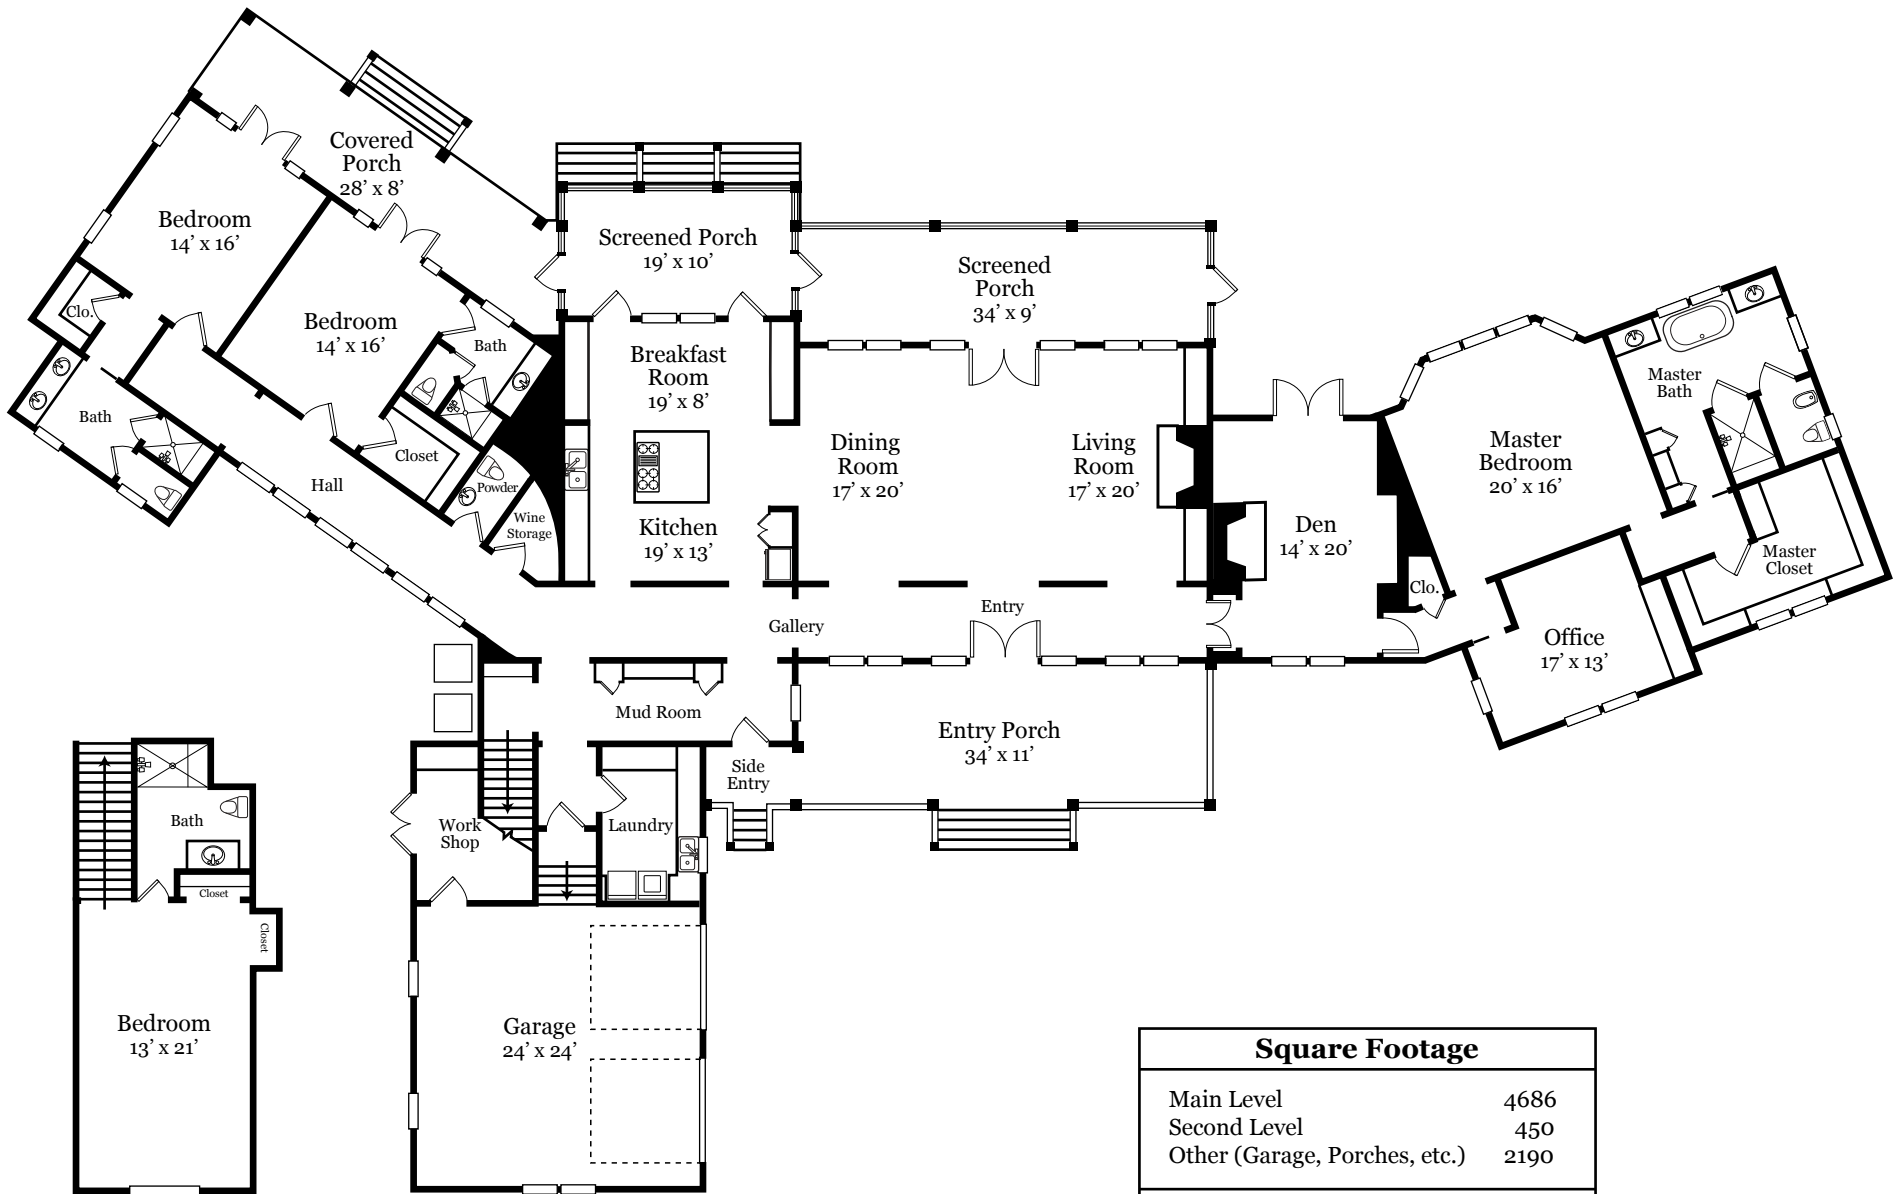 Covered
Porch
28’ x 8’
Bedroom
14’ x 16’
Clo.
Bedroom
14’ x 16’
Bath
Bath
Closet
Hall
Powder
Wine
Storage
Screened Porch
19’ x 10’
Breakfast
Room
19’ x 8’
Kitchen
19’ x 13’
Screened
Porch
34’ x 9’
Dining
Room
17’ x 20’
Living
Room
17’ x 20’
Den
14’ x 20’
Clo.
Master
Bedroom
20’ x 16’
Master
Bath
Master
Closet
Office
17’ x 13’
Entry
Gallery
Mud Room
Side
Entry
Entry Porch
34’ x 11’
Work
Shop
Laundry
Garage
24’ x 24’
Bath
Closet
Closet
Bedroom
13’ x 21’
Square Footage
Main Level 4686
Second Level 450
Other (Garage, Porches, etc.) 2190